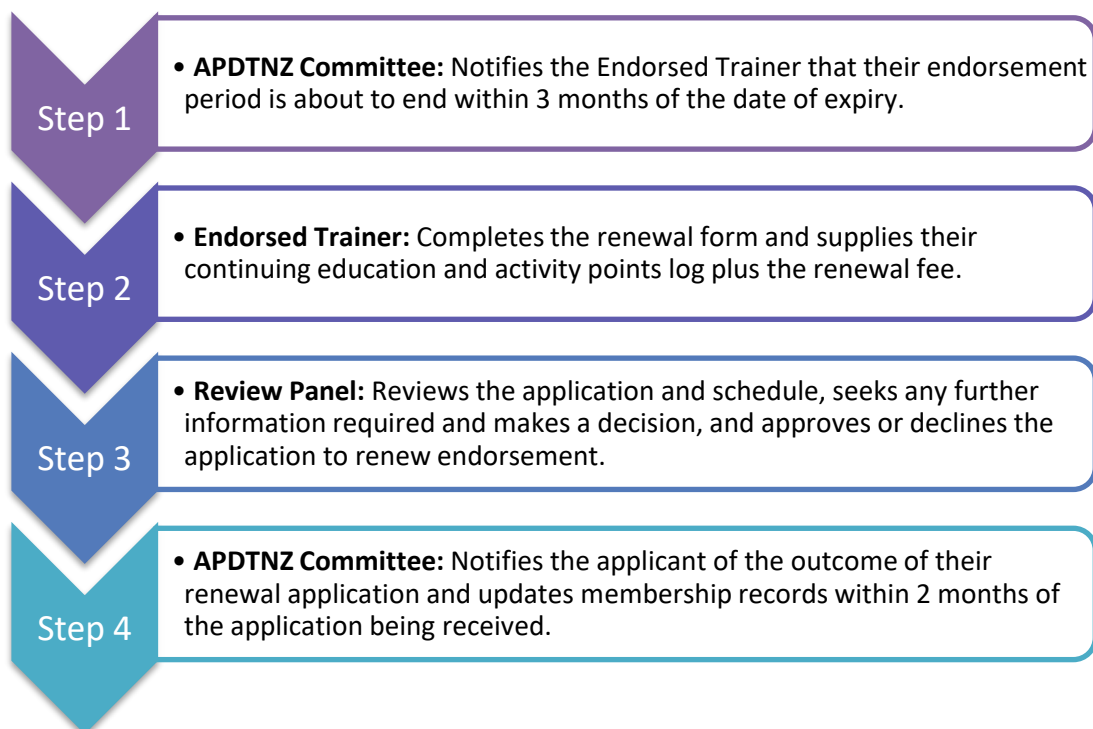 Step 1
• APDTNZ Committee: Notifies the Endorsed Trainer that their endorsement
period is about to end within 3 months of the date of expiry.
Step 2
• Endorsed Trainer: Completes the renewal form and supplies their
continuing education and activity points log plus the renewal fee.
Step 3
• Review Panel: Reviews the application and schedule, seeks any further
information required and makes a decision, and approves or declines the
application to renew endorsement.
Step 4
• APDTNZ Committee: Notifies the applicant of the outcome of their
renewal application and updates membership records within 2 months of
the application being received.